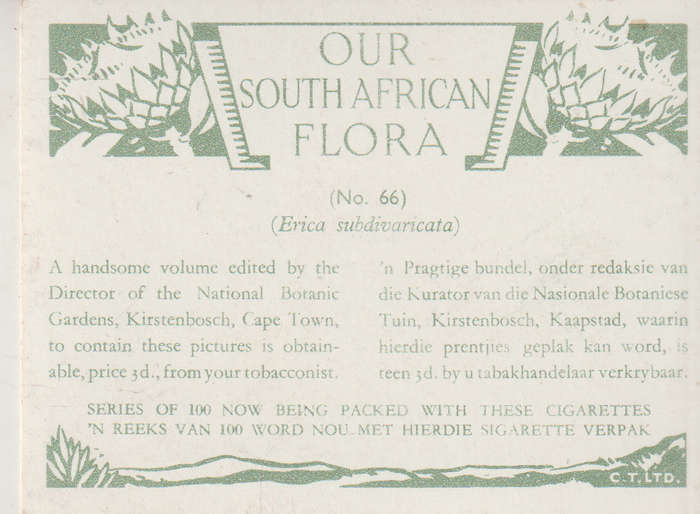 OUR
SOUTH AFRICAN
FLORA
(No. 66)
(Erica subdivaricata)
A handsome volume edited by the
Director of the National Botanic
Gardens, Kirstenbosch, Cape Town,
to contain these pictures is obtain-
able, price 3d., from your tobacconist.
'n Pragtige bundel, onder redaksie van
die Kurator van die Nasionale Botaniese
Tuin, Kirstenbosch, Kaapstad, waarin
hierdie prentjies geplak kan word, is
teen 3d. by u tabakhandelaar verkrybaar.
SERIES OF 100 NOW BEING PACKED WITH THESE CIGARETTES
'N REEKS VAN 100 WORD NOU MET HIERDIE SIGARETTE VERPAK
C.T. LTD.